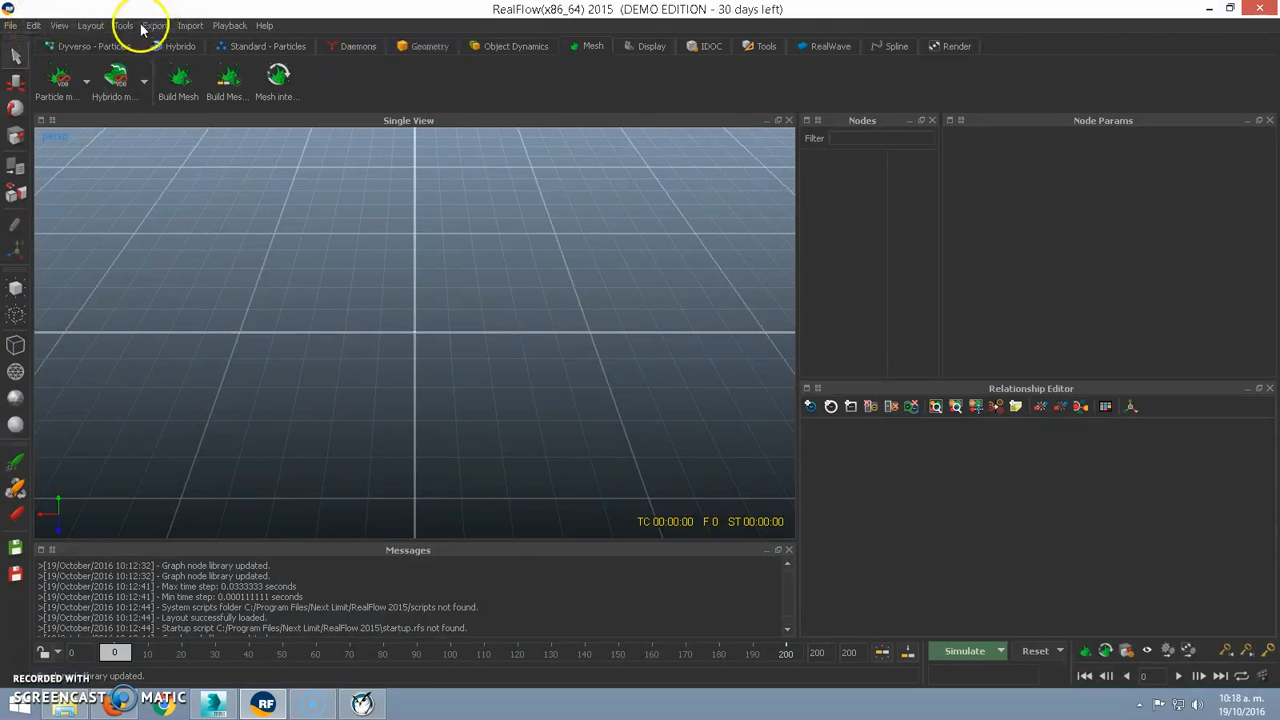 RealFlow(x86_64) 2015 (DEMO EDITION - 30 days left)
File Edit View Layout Tools Export Import Playback Help
Dyverso - Particles Hybrido Standard - Particles Daemons Geometry Object Dynamics Mesh Display IDOC Tools RealWave Spline Render
VDB VDB
Particle m... Hybrido m... Build Mesh Build Mes... Mesh inte...
Single View Nodes Node Params
persp
Filter
Relationship Editor
TC 00:00:00 F 0 ST 00:00:00
Messages
>[19/October/2016 10:12:32] - Graph node library updated.
>[19/October/2016 10:12:32] - Graph node library updated.
>[19/October/2016 10:12:41] - Max time step: 0.0333333 seconds
>[19/October/2016 10:12:41] - Min time step: 0.000111111 seconds
>[19/October/2016 10:12:44] - System scripts folder C:/Program Files/Next Limit/RealFlow 2015/scripts not found.
>[19/October/2016 10:12:44] - Layout successfully loaded.
>[19/October/2016 10:12:44] - Startup script C:/Program Files/Next Limit/RealFlow 2015\startup.rfs not found.
0 0 10 20 30 40 50 60 70 80 90 100 110 120 130 140 150 160 170 180 190 200 200 200
Simulate Reset
updated.
0
RECORDED WITH
SCREENCAST MATIC
RF
10:18 a. m.
19/10/2016